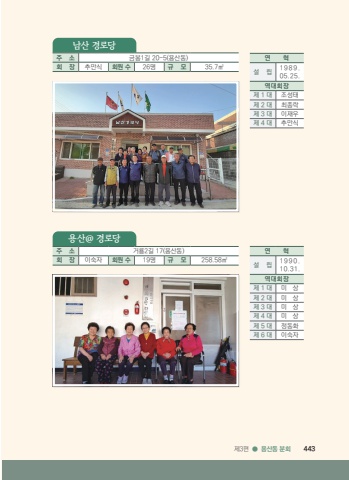 남산 경로당
주 소 금봉1길 20-5(용산동)
회 장 추만식 회원 수 26명 규 모 35.7㎡
연 혁
설 립 1989. 05.25.
역대회장
제 1 대 조성태
제 2 대 최종락
제 3 대 이재우
제 4 대 추만식
남산경로당
용산@ 경로당
주 소 거룡2길 17(용산동)
회 장 이숙자 회원 수 19명 규 모 258.58㎡
연 혁
설 립 1990. 10.31.
역대회장
제 1 대 미 상
제 2 대 미 상
제 3 대 미 상
제 4 대 미 상
제 5 대 정동화
제 6 대 이숙자
제3편 ● 용산동 문화 443